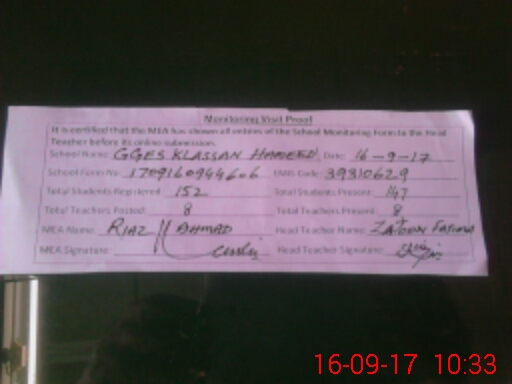 Monitoring Visit Proof
It is certified that the MEA has shown all entries of the School Monitoring Form to the Head
Teacher before its online submission.
School Name: GGES KLASSAN HAMEED Date: 16-9-17
School Form No. 1709160944606 EMIS Code: 39310629
Total Students Registered: 152 Total Students Present: 147
Total Teachers Posted: 8 Total Teachers Present: 8
MEA Name: RIAZ AHMAD Head Teacher Name: Fatima
MEA Signature: Head Teacher Signature:
16-09-17 10:33